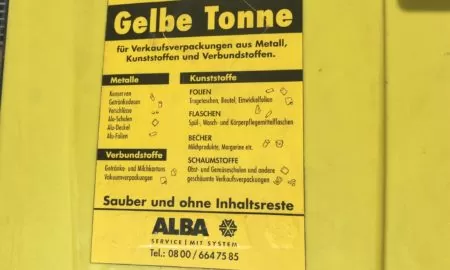 Gelbe Tonne
für Verkaufsverpackungen aus Metall,
Kunststoffen und Verbundstoffen.
Metalle
Konserven
Getränkedosen
Verschlüsse
Alu-Schalen
Alu-Deckel
Alu-Folien
Verbundstoffe
Getränke- und Milchkartons
Vakuumverpackungen
Kunststoffe
FOLIEN
Tragetaschen, Beutel, Einwickelfolien
FLASCHEN
Spül-, Wasch- und Körperpflegemittelflaschen
BECHER
Milchprodukte, Margarine etc.
SCHAUMSTOFFE
Obst- und Gemüseschalen und andere
geschäumte Verkaufsverpackungen
Sauber und ohne Inhaltsreste
ALBA
SERVICE | MIT SYSTEM
Tel.: 08 00 / 664 75 85